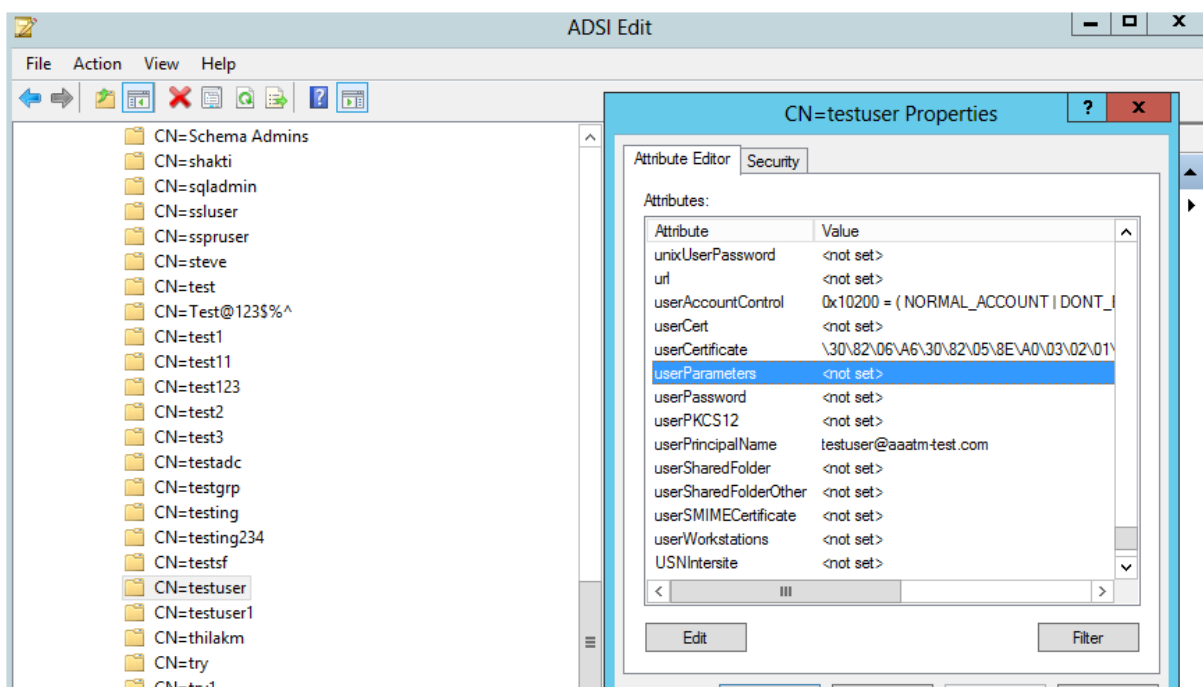 ADSI Edit
File Action View Help
CN=Schema Admins
CN=shakti
CN=sqladmin
CN=ssluser
CN=sspruser
CN=steve
CN=test
CN=Test@123$%^
CN=test1
CN=test11
CN=test123
CN=test2
CN=test3
CN=testadc
CN=testgrp
CN=testing
CN=testing234
CN=testsf
CN=testuser
CN=testuser1
CN=thilakm
CN=try
CN=try1
CN=testuser Properties
? x
Attribute Editor Security
Attributes:
Attribute Value
unixUserPassword <not set>
url <not set>
userAccountControl 0x10200 = ( NORMAL_ACCOUNT | DONT_
userCert <not set>
userCertificate \30\82\06\A6\30\82\05\8E\A0\03\02\01\
userParameters <not set>
userPassword <not set>
userPKCS12 <not set>
userPrincipalName testuser@aaatm-test.com
userSharedFolder <not set>
userSharedFolderOther <not set>
userSMIMECertificate <not set>
userWorkstations <not set>
USNIntersite <not set>
Edit Filter